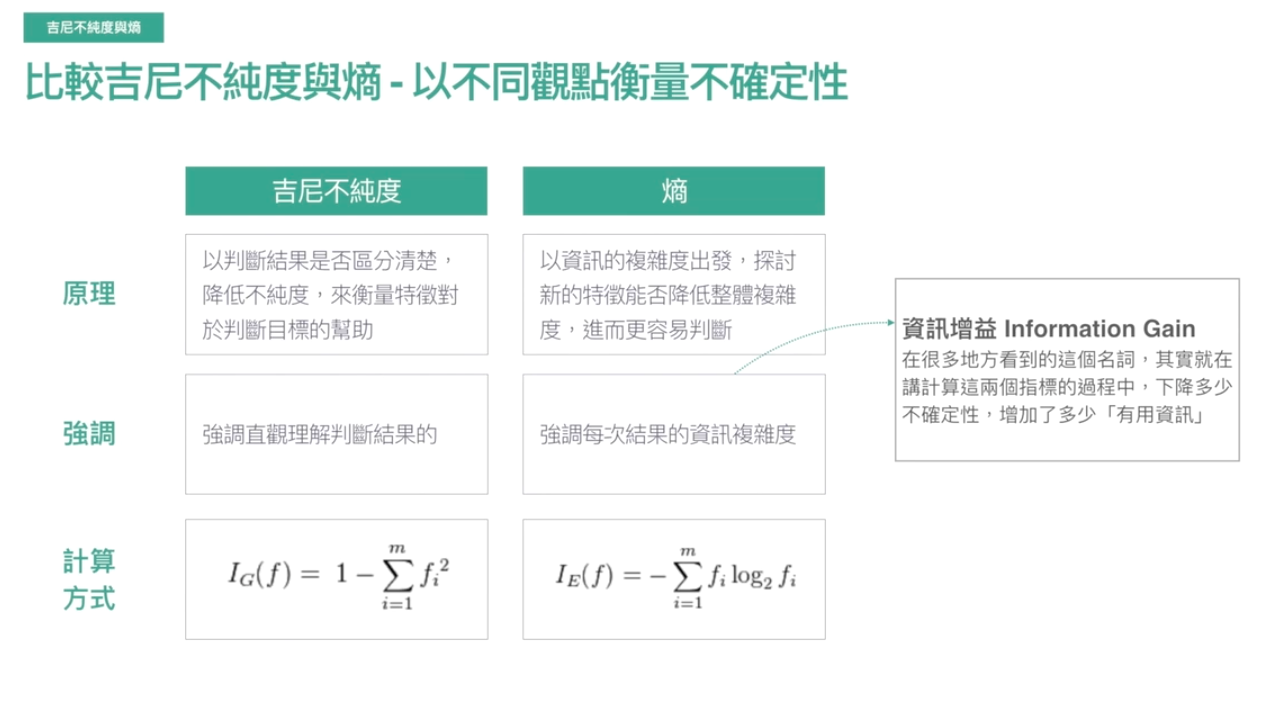 吉尼不純度與熵
比較吉尼不純度與熵 - 以不同觀點衡量不確定性
吉尼不純度
熵
原理
以判斷結果是否區分清楚，
降低不純度，來衡量特徵對
於判斷目標的幫助
以資訊的複雜度出發，探討
新的特徵能否降低整體複雜
度，進而更容易判斷
資訊增益 Information Gain
在很多地方看到的這個名詞，其實就在
講計算這兩個指標的過程中，下降多少
不確定性，增加了多少「有用資訊」
強調
強調直觀理解判斷結果的
強調每次結果的資訊複雜度
計算
方式
I_G(f) = 1 − ∑_{i=1}^{m} f_i^2
I_E(f) = − ∑_{i=1}^{m} f_i log_2 f_i